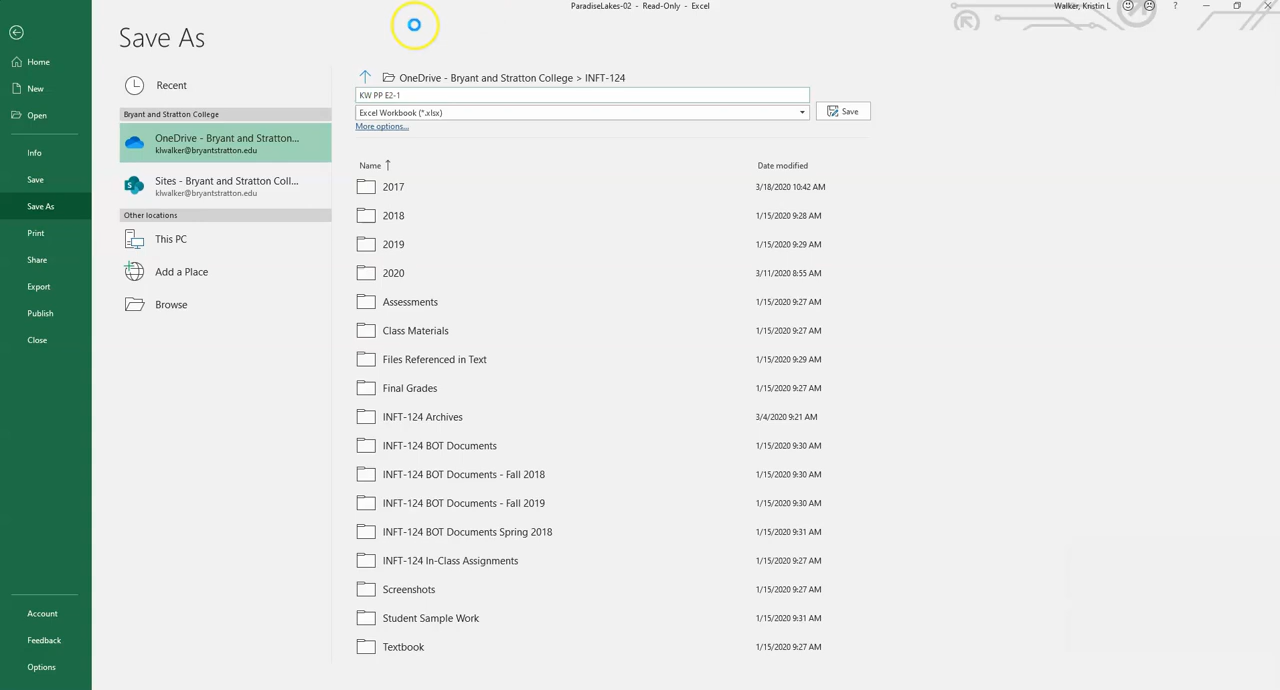 ParadiseLakes-02 - Read-Only - Excel
Walker, Kristin L
?
Save As
Home
New
Open
Info
Save
Save As
Print
Share
Export
Publish
Close
Account
Feedback
Options
Recent
Bryant and Stratton College
OneDrive - Bryant and Stratton...
klwalker@bryantstratton.edu
Sites - Bryant and Stratton Coll...
klwalker@bryantstratton.edu
Other locations
This PC
Add a Place
Browse
OneDrive - Bryant and Stratton College > INFT-124
KW PP E2-1
Excel Workbook (*.xlsx)
Save
More options...
Name Date modified
2017 3/18/2020 10:42 AM
2018 1/15/2020 9:28 AM
2019 1/15/2020 9:29 AM
2020 3/11/2020 8:55 AM
Assessments 1/15/2020 9:27 AM
Class Materials 1/15/2020 9:27 AM
Files Referenced in Text 1/15/2020 9:29 AM
Final Grades 1/15/2020 9:27 AM
INFT-124 Archives 3/4/2020 9:21 AM
INFT-124 BOT Documents 1/15/2020 9:30 AM
INFT-124 BOT Documents - Fall 2018 1/15/2020 9:30 AM
INFT-124 BOT Documents - Fall 2019 1/15/2020 9:30 AM
INFT-124 BOT Documents Spring 2018 1/15/2020 9:31 AM
INFT-124 In-Class Assignments 1/15/2020 9:27 AM
Screenshots 1/15/2020 9:27 AM
Student Sample Work 1/15/2020 9:31 AM
Textbook 1/15/2020 9:27 AM